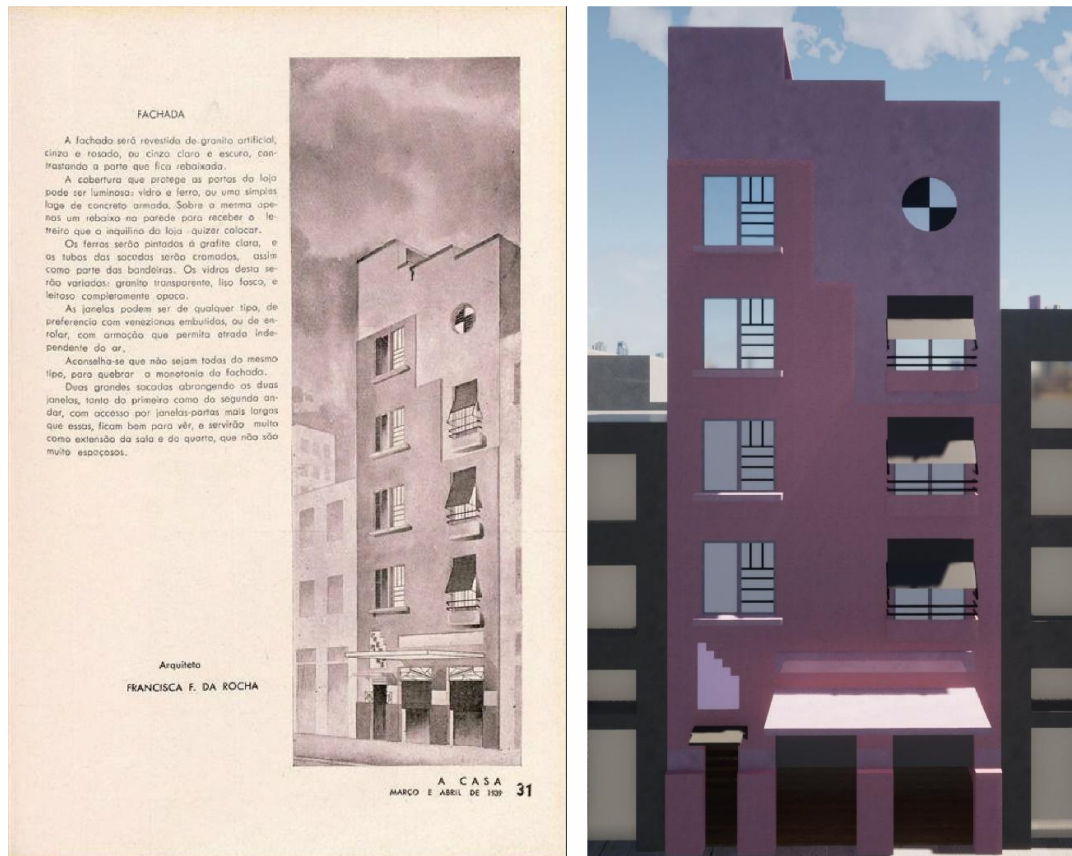 FACHADA
A fachada será revestida de granito artificial,
cinza e rosado, ou cinza claro e escuro, con-
trastando a parte que fica rebaixada.
A cobertura que protege as portas da loja
pode ser luminosa: vidro e ferro, ou uma simples
lage de concreto armado. Sobre a mesma ape-
nas um rebaixo na parede para receber o le-
treiro que o inquilino da loja quizer colocar.
Os ferros serão pintados á grafite clara, e
os tubos das sacadas serão cromados, assim
como parte das bandeiras. Os vidros desta se-
rão variados: granito transparente, liso fosco, e
leitoso completamente opaco.
As janelas podem ser de qualquer tipo, de
preferencia com venezianas embutidas, ou de en-
rolar, com armação que permita etrada inde-
pendente do ar.
Aconselha-se que não sejam todas do mesmo
tipo, para quebrar a monotonia da fachada.
Duas grandes sacadas abrangendo as duas
janelas, tanto do primeiro como do segundo an-
dar, com accesso por janelas-portas mais largas
que essas, ficam bem para vêr, e servirão muito
como extensão da sala e do quarto, que não são
muito espaçosos.
Arquiteto
FRANCISCA F. DA ROCHA
A CASA
MARÇO E ABRIL DE 1939 31